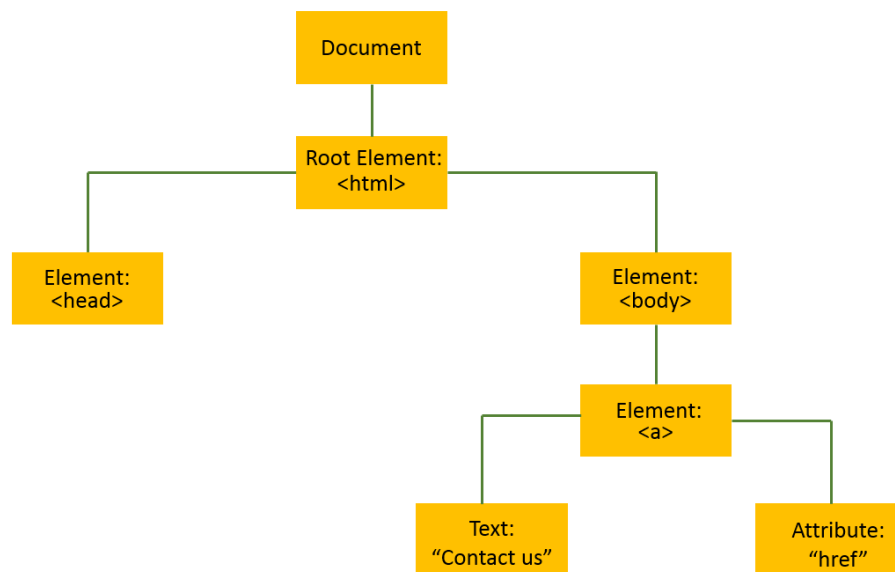 Document
Root Element:
<html>
Element:
<head>
Element:
<body>
Element:
<a>
Text:
“Contact us”
Attribute:
“href”